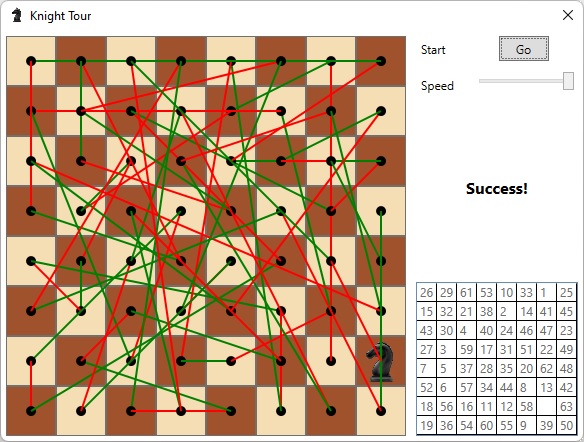 Knight Tour
Start
Go
Speed
Success!
26 29 61 53 10 33 1 25
15 32 21 38 2 14 41 45
43 30 4 40 24 46 47 23
27 3 59 17 31 51 22 49
7 5 37 28 35 20 62 48
52 6 57 34 44 8 13 42
18 56 16 11 12 58 63
19 36 54 60 55 9 39 50